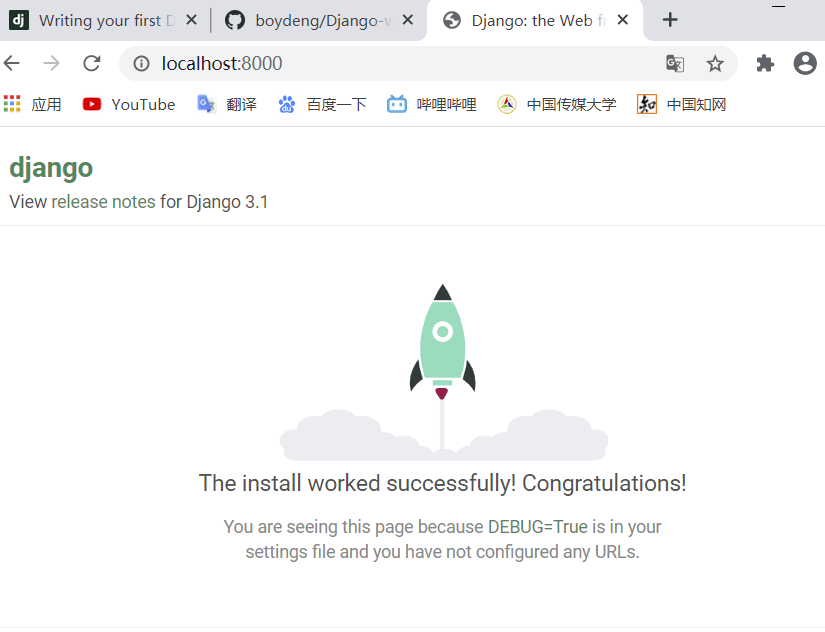 dj Writing your first D
boydeng/Django-w
Django: the Web fr
localhost:8000
应用
YouTube
翻译
百度一下
哔哩哔哩
中国传媒大学
中国知网
django
View release notes for Django 3.1
The install worked successfully! Congratulations!
You are seeing this page because DEBUG=True is in your
settings file and you have not configured any URLs.